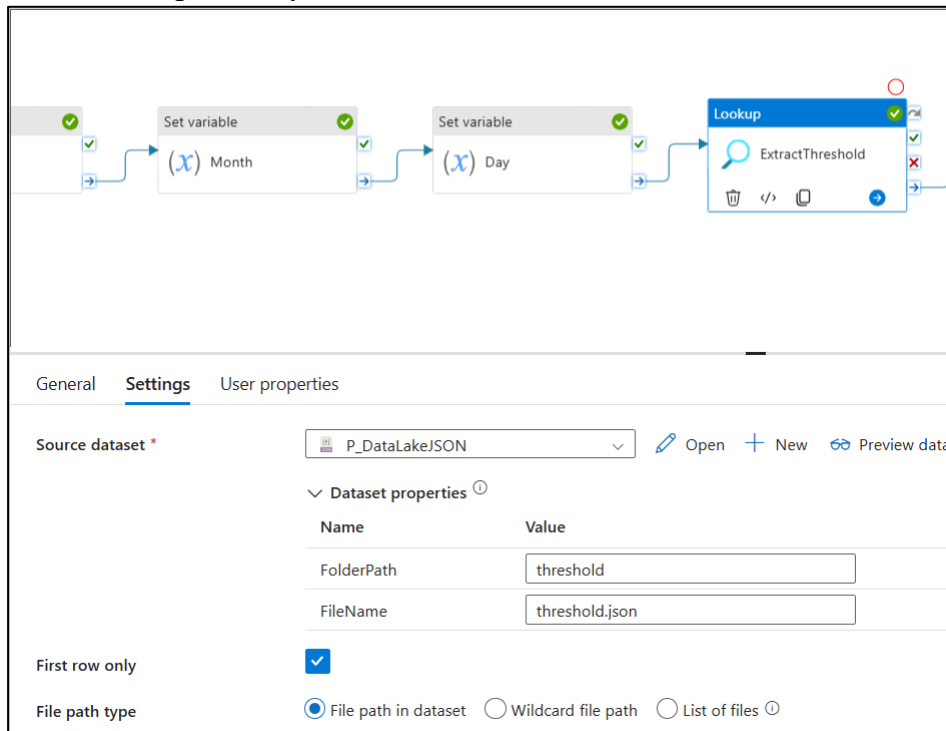 Set variable
Set variable
Lookup
(x) Month
(x) Day
ExtractThreshold
General Settings User properties
Source dataset * P_DataLakeJSON Open New Preview data
Dataset properties
Name Value
FolderPath threshold
FileName threshold.json
First row only
File path type File path in dataset Wildcard file path List of files